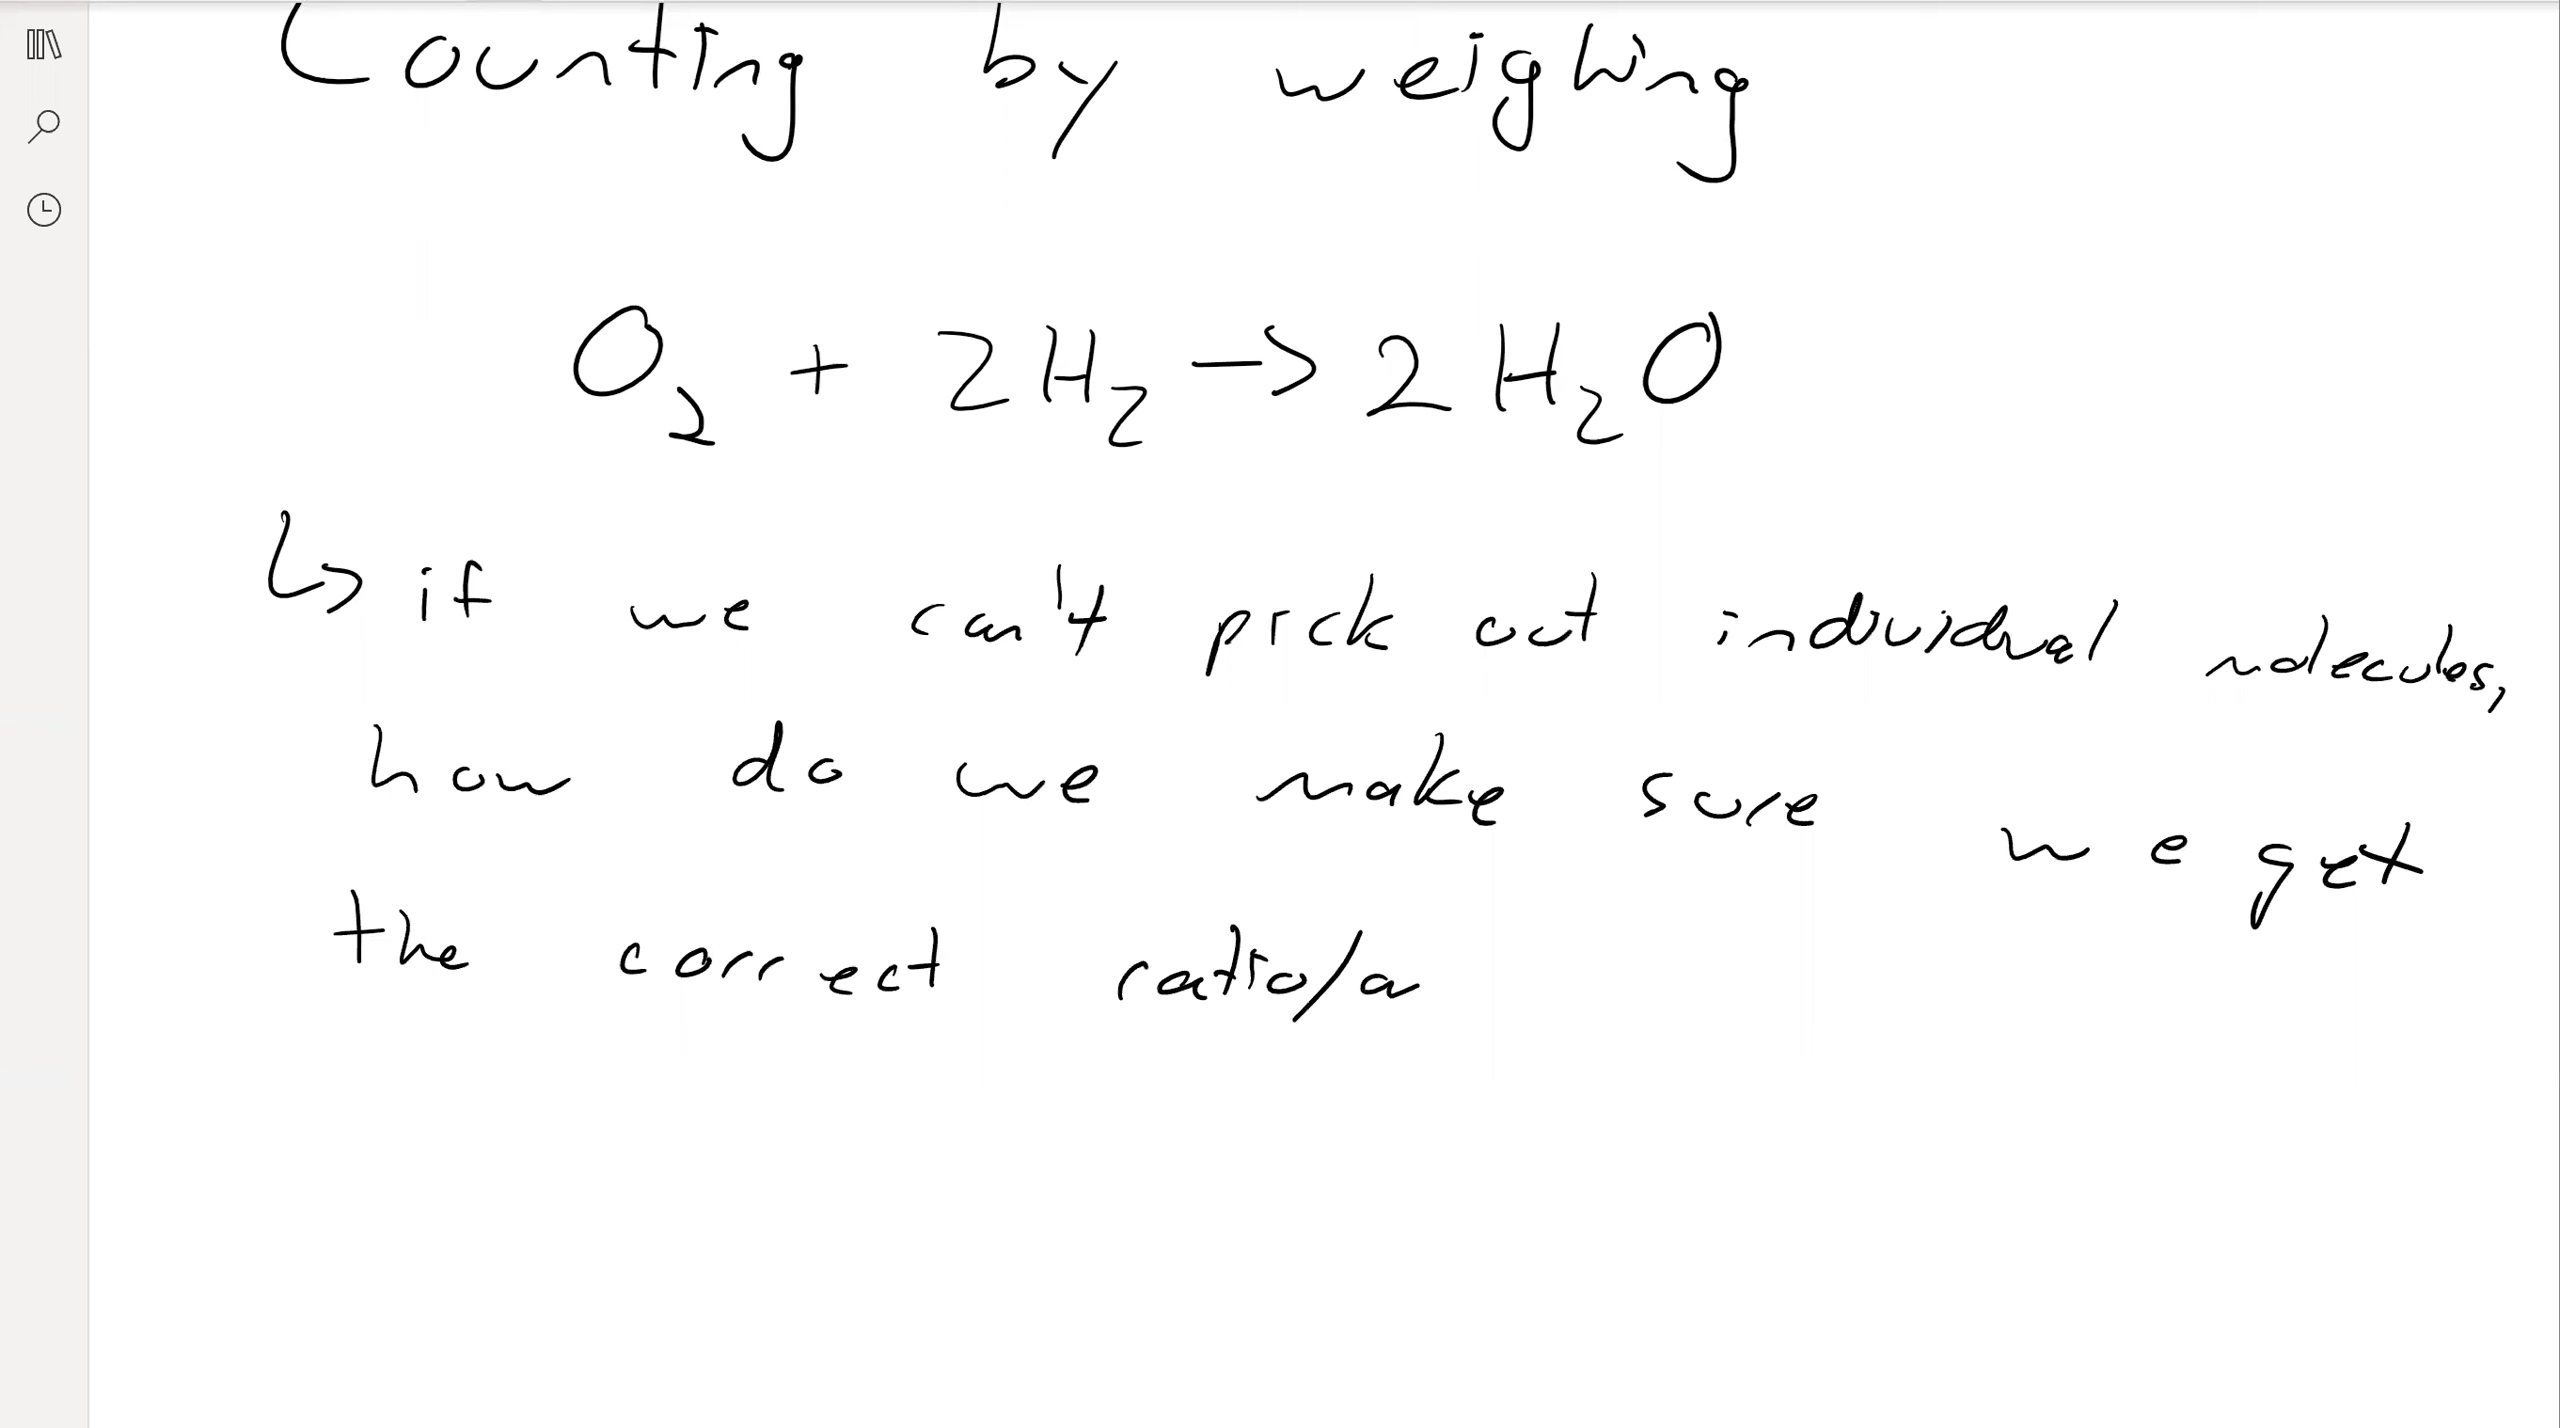 Counting by weighing
O₂ + 2H₂ → 2H₂O
↳ if we can't pick out individual molecules,
how do we make sure we get
the correct ratio/a